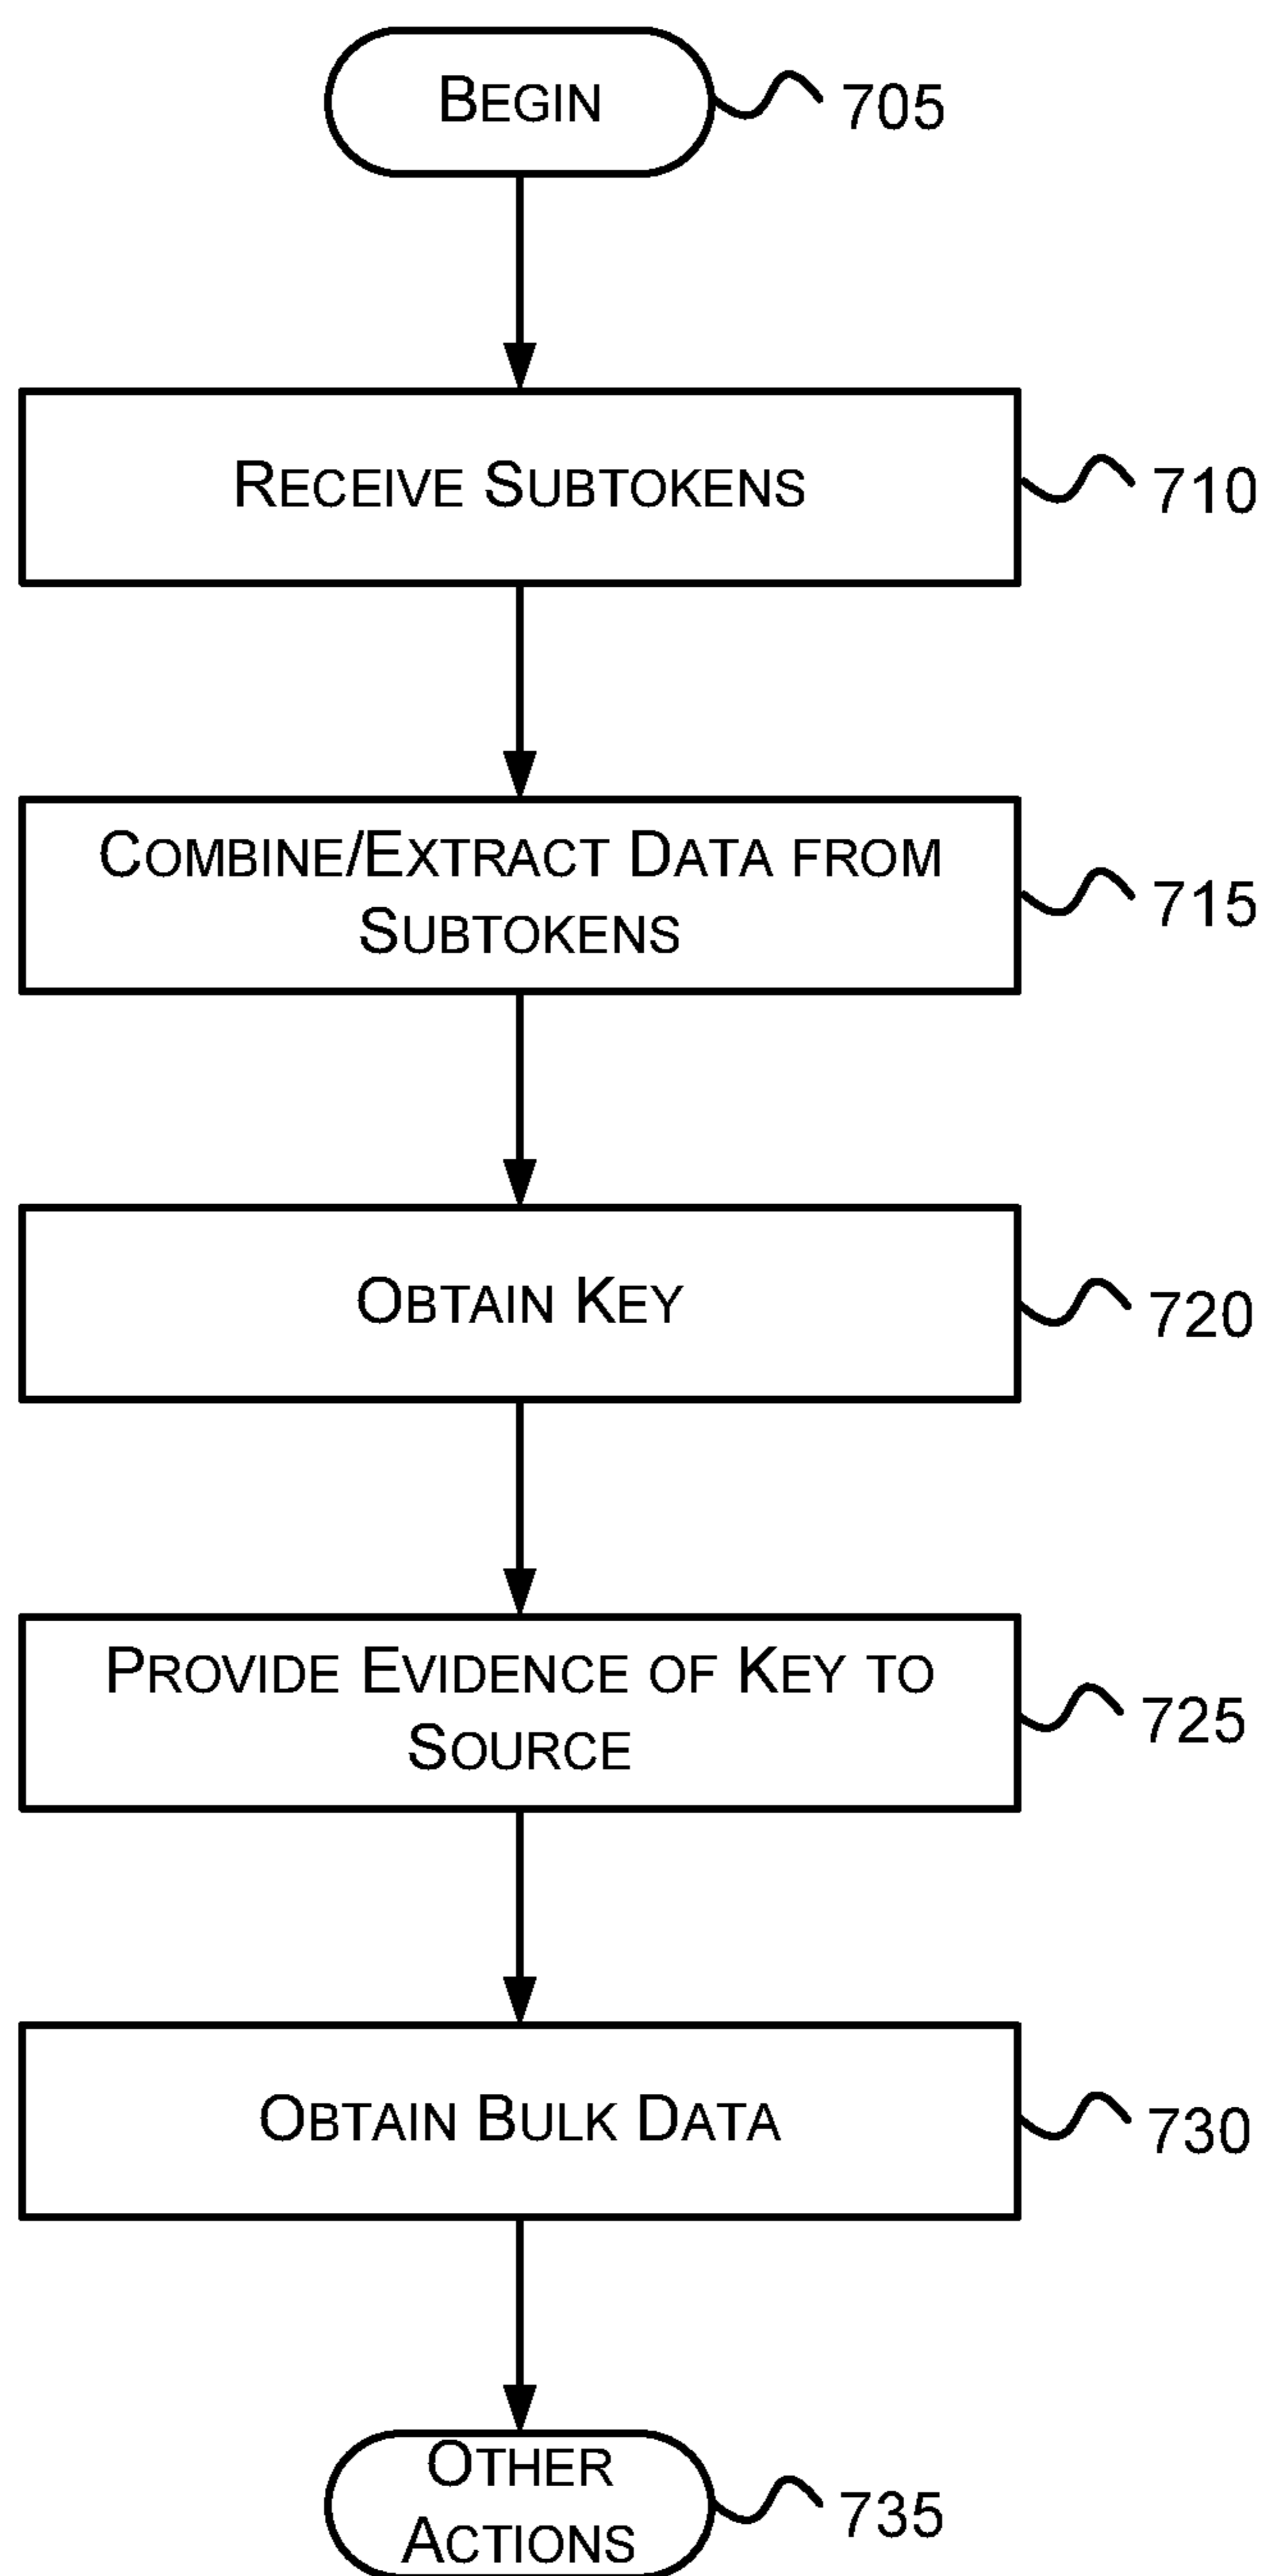 BEGIN
705
RECEIVE SUBTOKENS
710
COMBINE/EXTRACT DATA FROM
SUBTOKENS
715
OBTAIN KEY
720
PROVIDE EVIDENCE OF KEY TO
SOURCE
725
OBTAIN BULK DATA
730
OTHER
ACTIONS
735